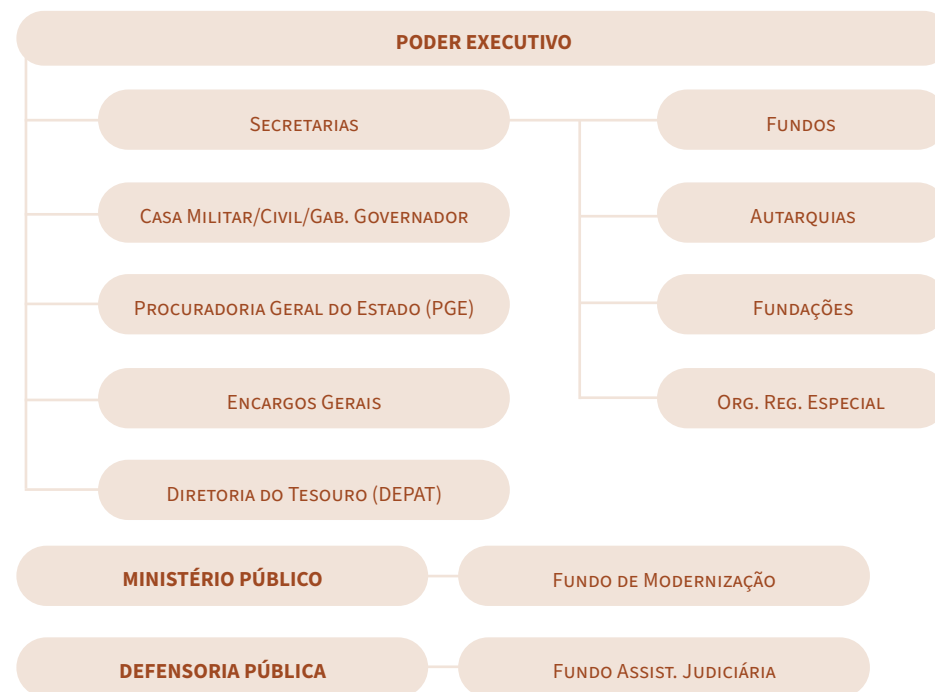 PODER EXECUTIVO
Secretarias
Fundos
Casa Militar/Civil/Gab. Governador
Autarquias
Procuradoria Geral do Estado (PGE)
Fundações
Encargos Gerais
Org. Reg. Especial
Diretoria do Tesouro (DEPAT)
MINISTÉRIO PÚBLICO
Fundo de Modernização
DEFENSORIA PÚBLICA
Fundo Assist. Judiciária